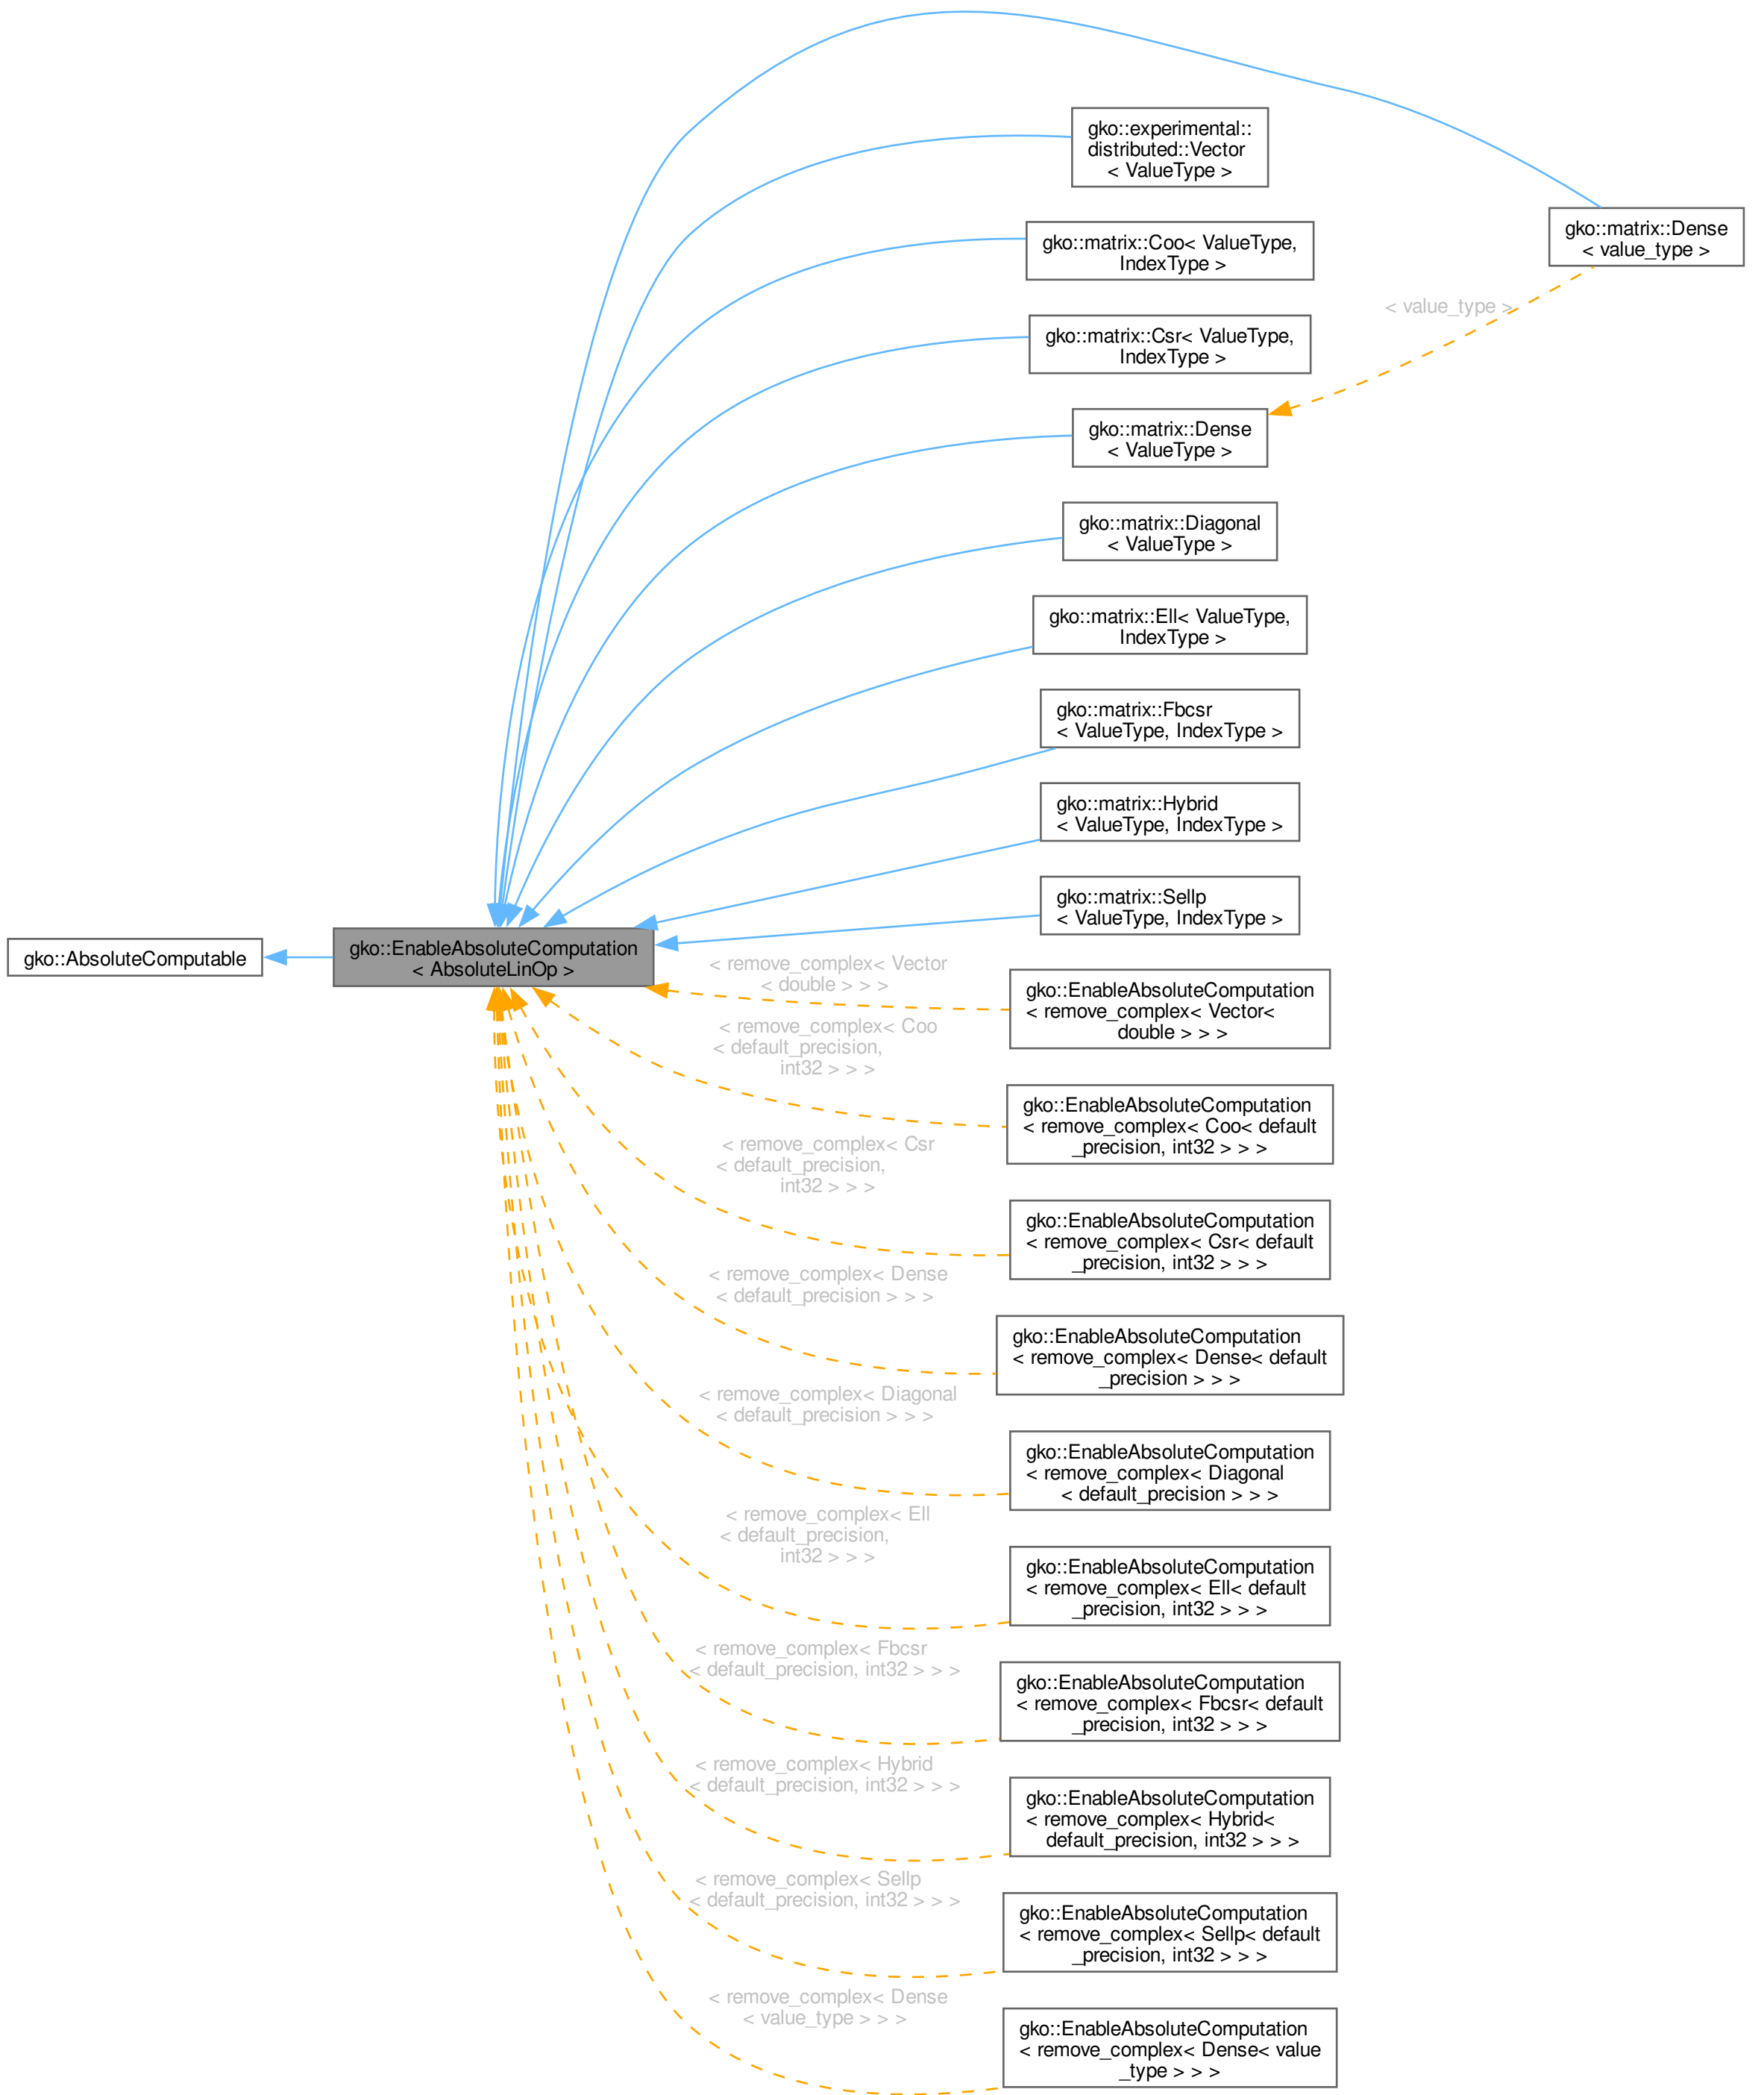 gko::AbsoluteComputable
gko::EnableAbsoluteComputation
< AbsoluteLinOp >
gko::experimental::
distributed::Vector
< ValueType >
gko::matrix::Coo< ValueType,
IndexType >
gko::matrix::Csr< ValueType,
IndexType >
gko::matrix::Dense
< ValueType >
gko::matrix::Dense
< value_type >
< value_type >
gko::matrix::Diagonal
< ValueType >
gko::matrix::Ell< ValueType,
IndexType >
gko::matrix::Fbcsr
< ValueType, IndexType >
gko::matrix::Hybrid
< ValueType, IndexType >
gko::matrix::Sellp
< ValueType, IndexType >
< remove_complex< Vector
< double > > >
gko::EnableAbsoluteComputation
< remove_complex< Vector<
double > > >
< remove_complex< Coo
< default_precision,
int32 > > >
gko::EnableAbsoluteComputation
< remove_complex< Coo< default
_precision, int32 > > >
< remove_complex< Csr
< default_precision,
int32 > > >
gko::EnableAbsoluteComputation
< remove_complex< Csr< default
_precision, int32 > > >
< remove_complex< Dense
< default_precision > > >
gko::EnableAbsoluteComputation
< remove_complex< Dense< default
_precision > > >
< remove_complex< Diagonal
< default_precision > > >
gko::EnableAbsoluteComputation
< remove_complex< Diagonal
< default_precision > > >
< remove_complex< Ell
< default_precision,
int32 > > >
gko::EnableAbsoluteComputation
< remove_complex< Ell< default
_precision, int32 > > >
< remove_complex< Fbcsr
< default_precision, int32 > > >
gko::EnableAbsoluteComputation
< remove_complex< Fbcsr< default
_precision, int32 > > >
< remove_complex< Hybrid
< default_precision, int32 > > >
gko::EnableAbsoluteComputation
< remove_complex< Hybrid<
default_precision, int32 > > >
< remove_complex< Sellp
< default_precision, int32 > > >
gko::EnableAbsoluteComputation
< remove_complex< Sellp< default
_precision, int32 > > >
< remove_complex< Dense
< value_type > > >
gko::EnableAbsoluteComputation
< remove_complex< Dense< value
_type > > >